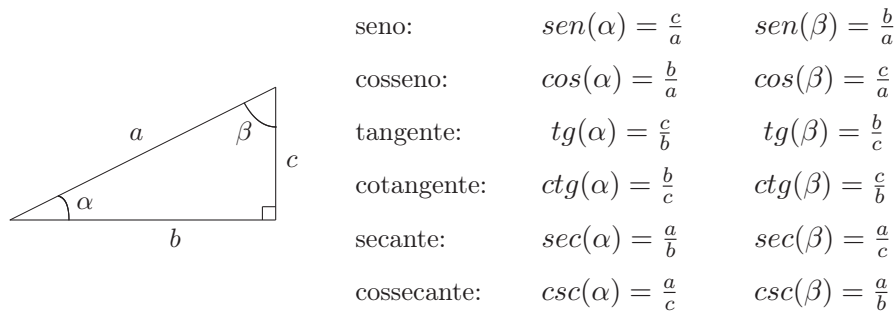 seno: sen(α) = c/a sen(β) = b/a
cosseno: cos(α) = b/a cos(β) = c/a
tangente: tg(α) = c/b tg(β) = b/c
cotangente: ctg(α) = b/c ctg(β) = c/b
secante: sec(α) = a/b sec(β) = a/c
cossecante: csc(α) = a/c csc(β) = a/b
a
β
c
α
b